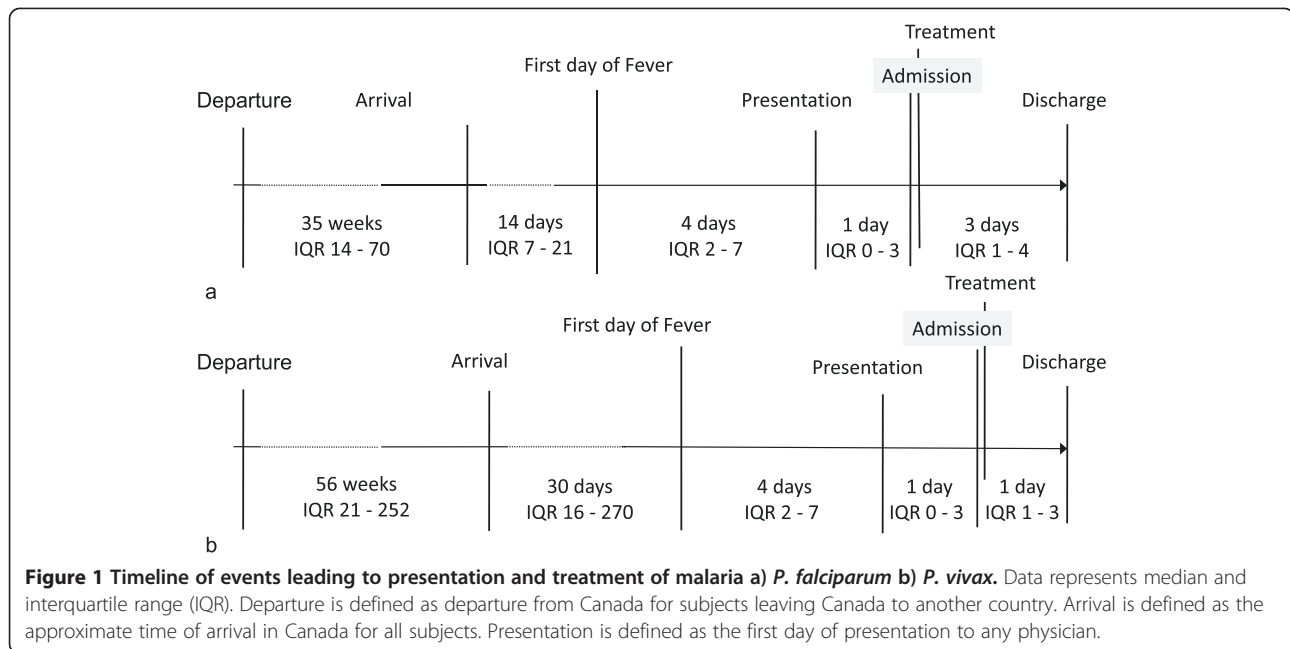 Treatment
Admission
First day of Fever
Departure
Arrival
Presentation
Discharge
35 weeks
IQR 14 - 70
14 days
IQR 7 - 21
4 days
IQR 2 - 7
1 day
IQR 0 - 3
3 days
IQR 1 - 4
a
Treatment
Admission
First day of Fever
Departure
Arrival
Presentation
Discharge
56 weeks
IQR 21 - 252
30 days
IQR 16 - 270
4 days
IQR 2 - 7
1 day
IQR 0 - 3
1 day
IQR 1 - 3
b
Figure 1 Timeline of events leading to presentation and treatment of malaria a) P. falciparum b) P. vivax. Data represents median and
interquartile range (IQR). Departure is defined as departure from Canada for subjects leaving Canada to another country. Arrival is defined as the
approximate time of arrival in Canada for all subjects. Presentation is defined as the first day of presentation to any physician.